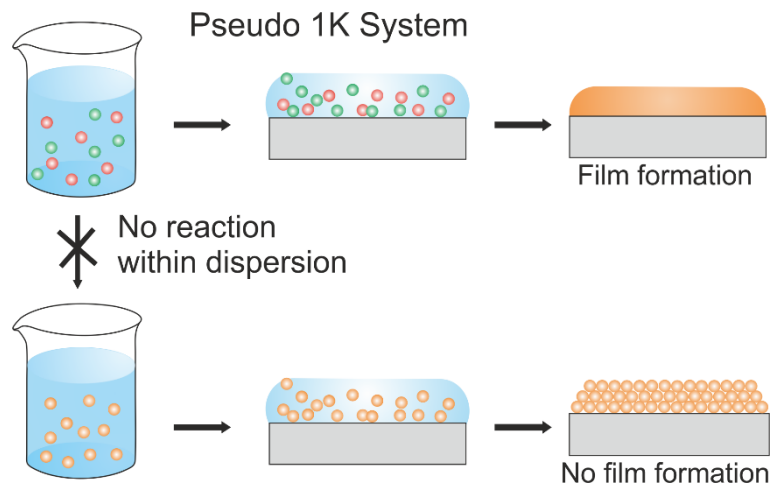 Pseudo 1K System
Film formation
No reaction
within dispersion
No film formation